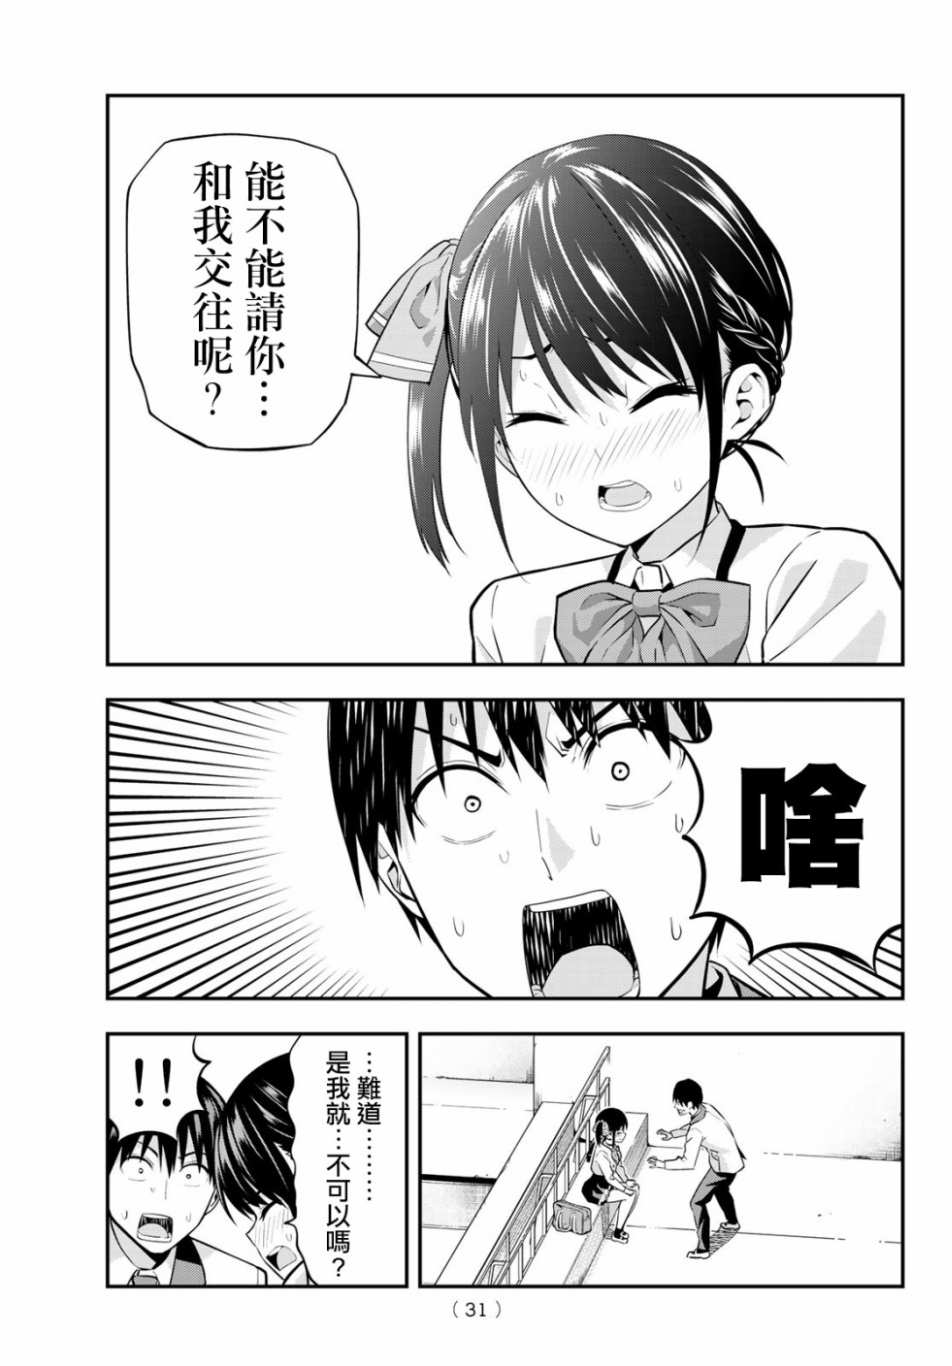 能不能請你…
和我交往呢？
啥
…難道………
是我就…不可以嗎？
！！
（31）